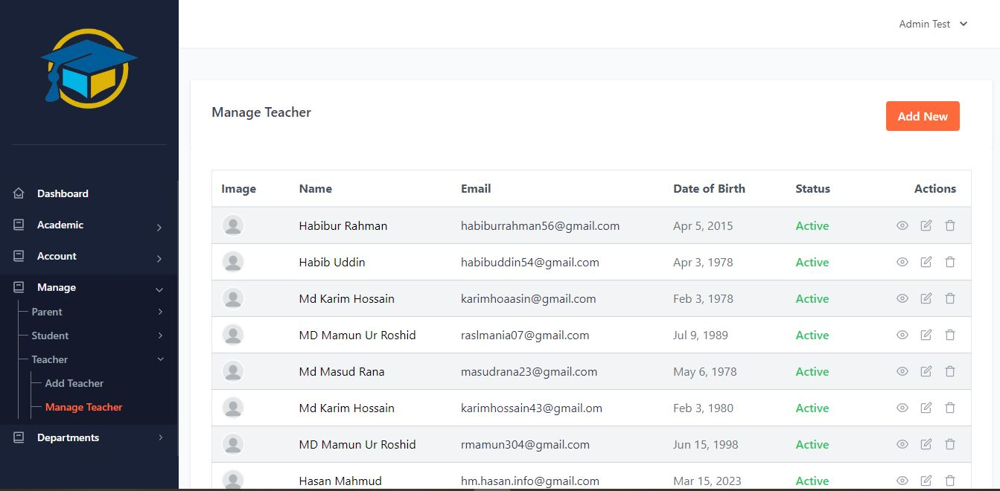 Admin Test
Manage Teacher
Add New
Dashboard
Academic
Account
Manage
Parent
Student
Teacher
Add Teacher
Manage Teacher
Departments
Image Name Email Date of Birth Status Actions
Habibur Rahman habiburrahman56@gmail.com Apr 5, 2015 Active
Habib Uddin habibuddin54@gmail.com Apr 3, 1978 Active
Md Karim Hossain karimhoaasin@gmail.com Feb 3, 1978 Active
MD Mamun Ur Roshid raslmania07@gmail.com Jul 9, 1989 Active
Md Masud Rana masudrana23@gmail.com May 6, 1978 Active
Md Karim Hossain karimhossain43@gmail.om Feb 3, 1980 Active
MD Mamun Ur Roshid rmamun304@gmail.com Jun 15, 1998 Active
Hasan Mahmud hm.hasan.info@gmail.com Mar 15, 2023 Active